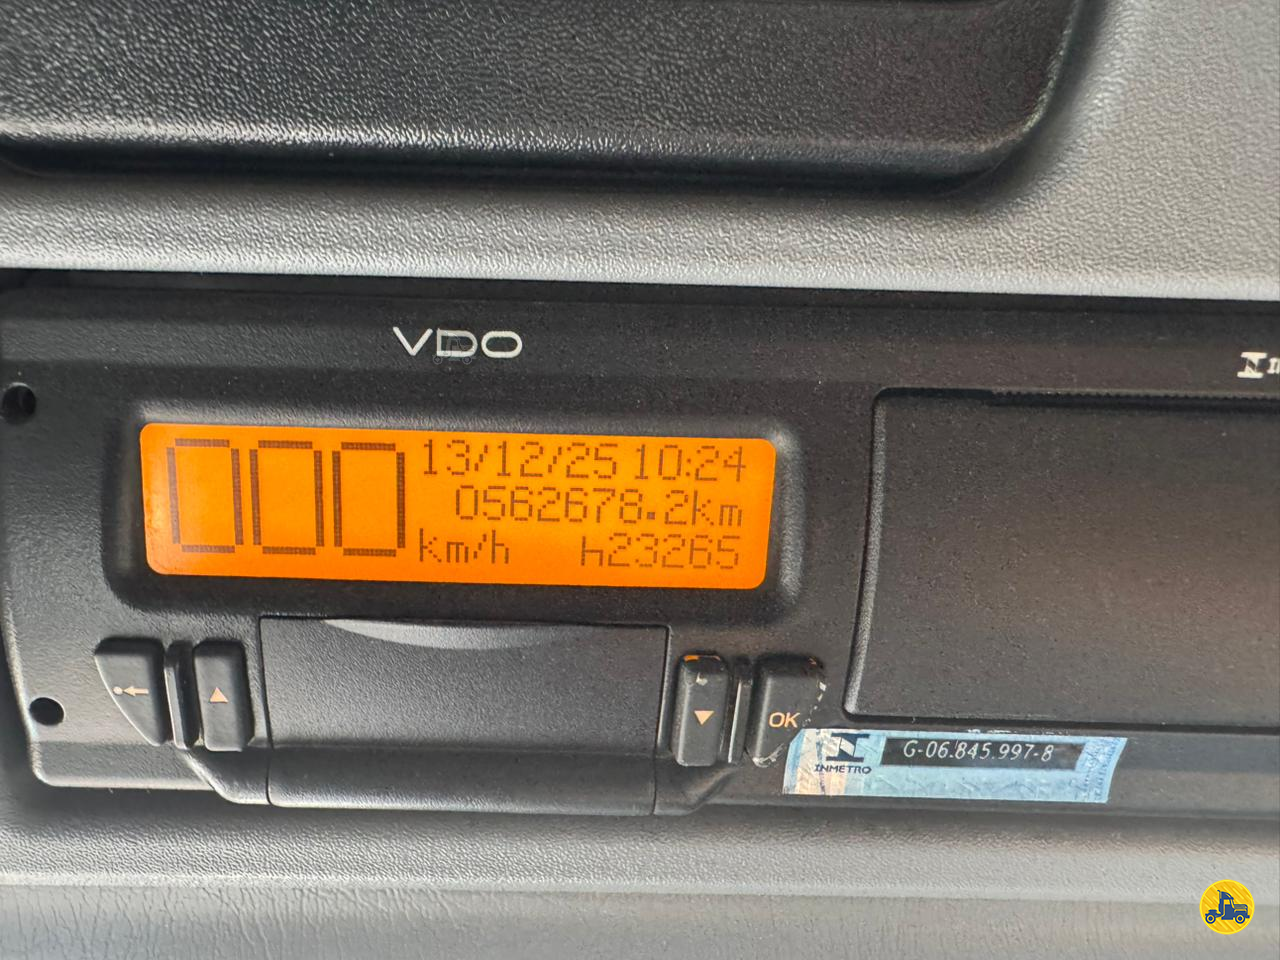 VDO
000 13/12/25 10:24
0562678.2km
km/h h23265
OK
INMETRO
G-06.845.997-8